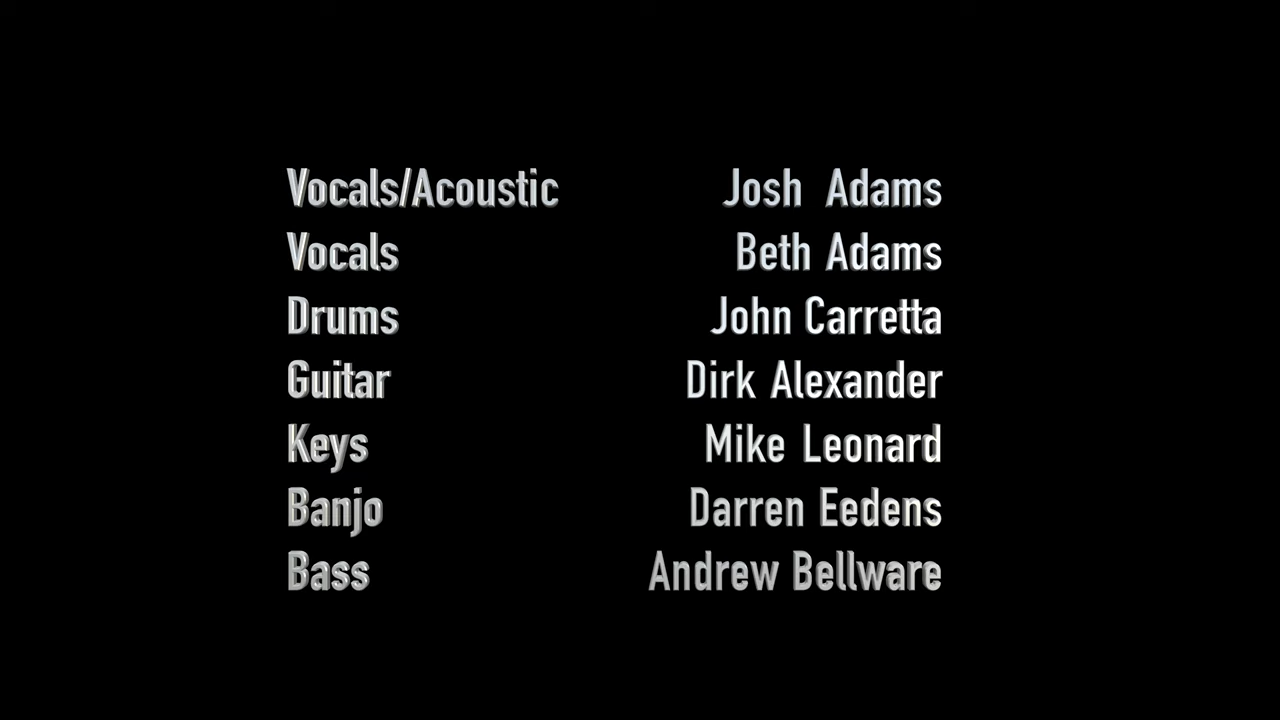 Vocals/Acoustic Josh Adams
Vocals Beth Adams
Drums John Carretta
Guitar Dirk Alexander
Keys Mike Leonard
Banjo Darren Eedens
Bass Andrew Bellware